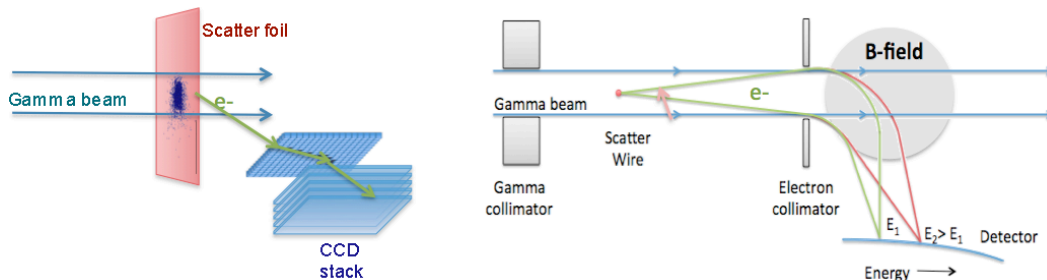 Scatter foil
Gamma beam
e-
CCD
stack
B-field
Gamma beam
e-
Scatter
Wire
Gamma
collimator
Electron
collimator
E₁
E₂> E₁
Detector
Energy